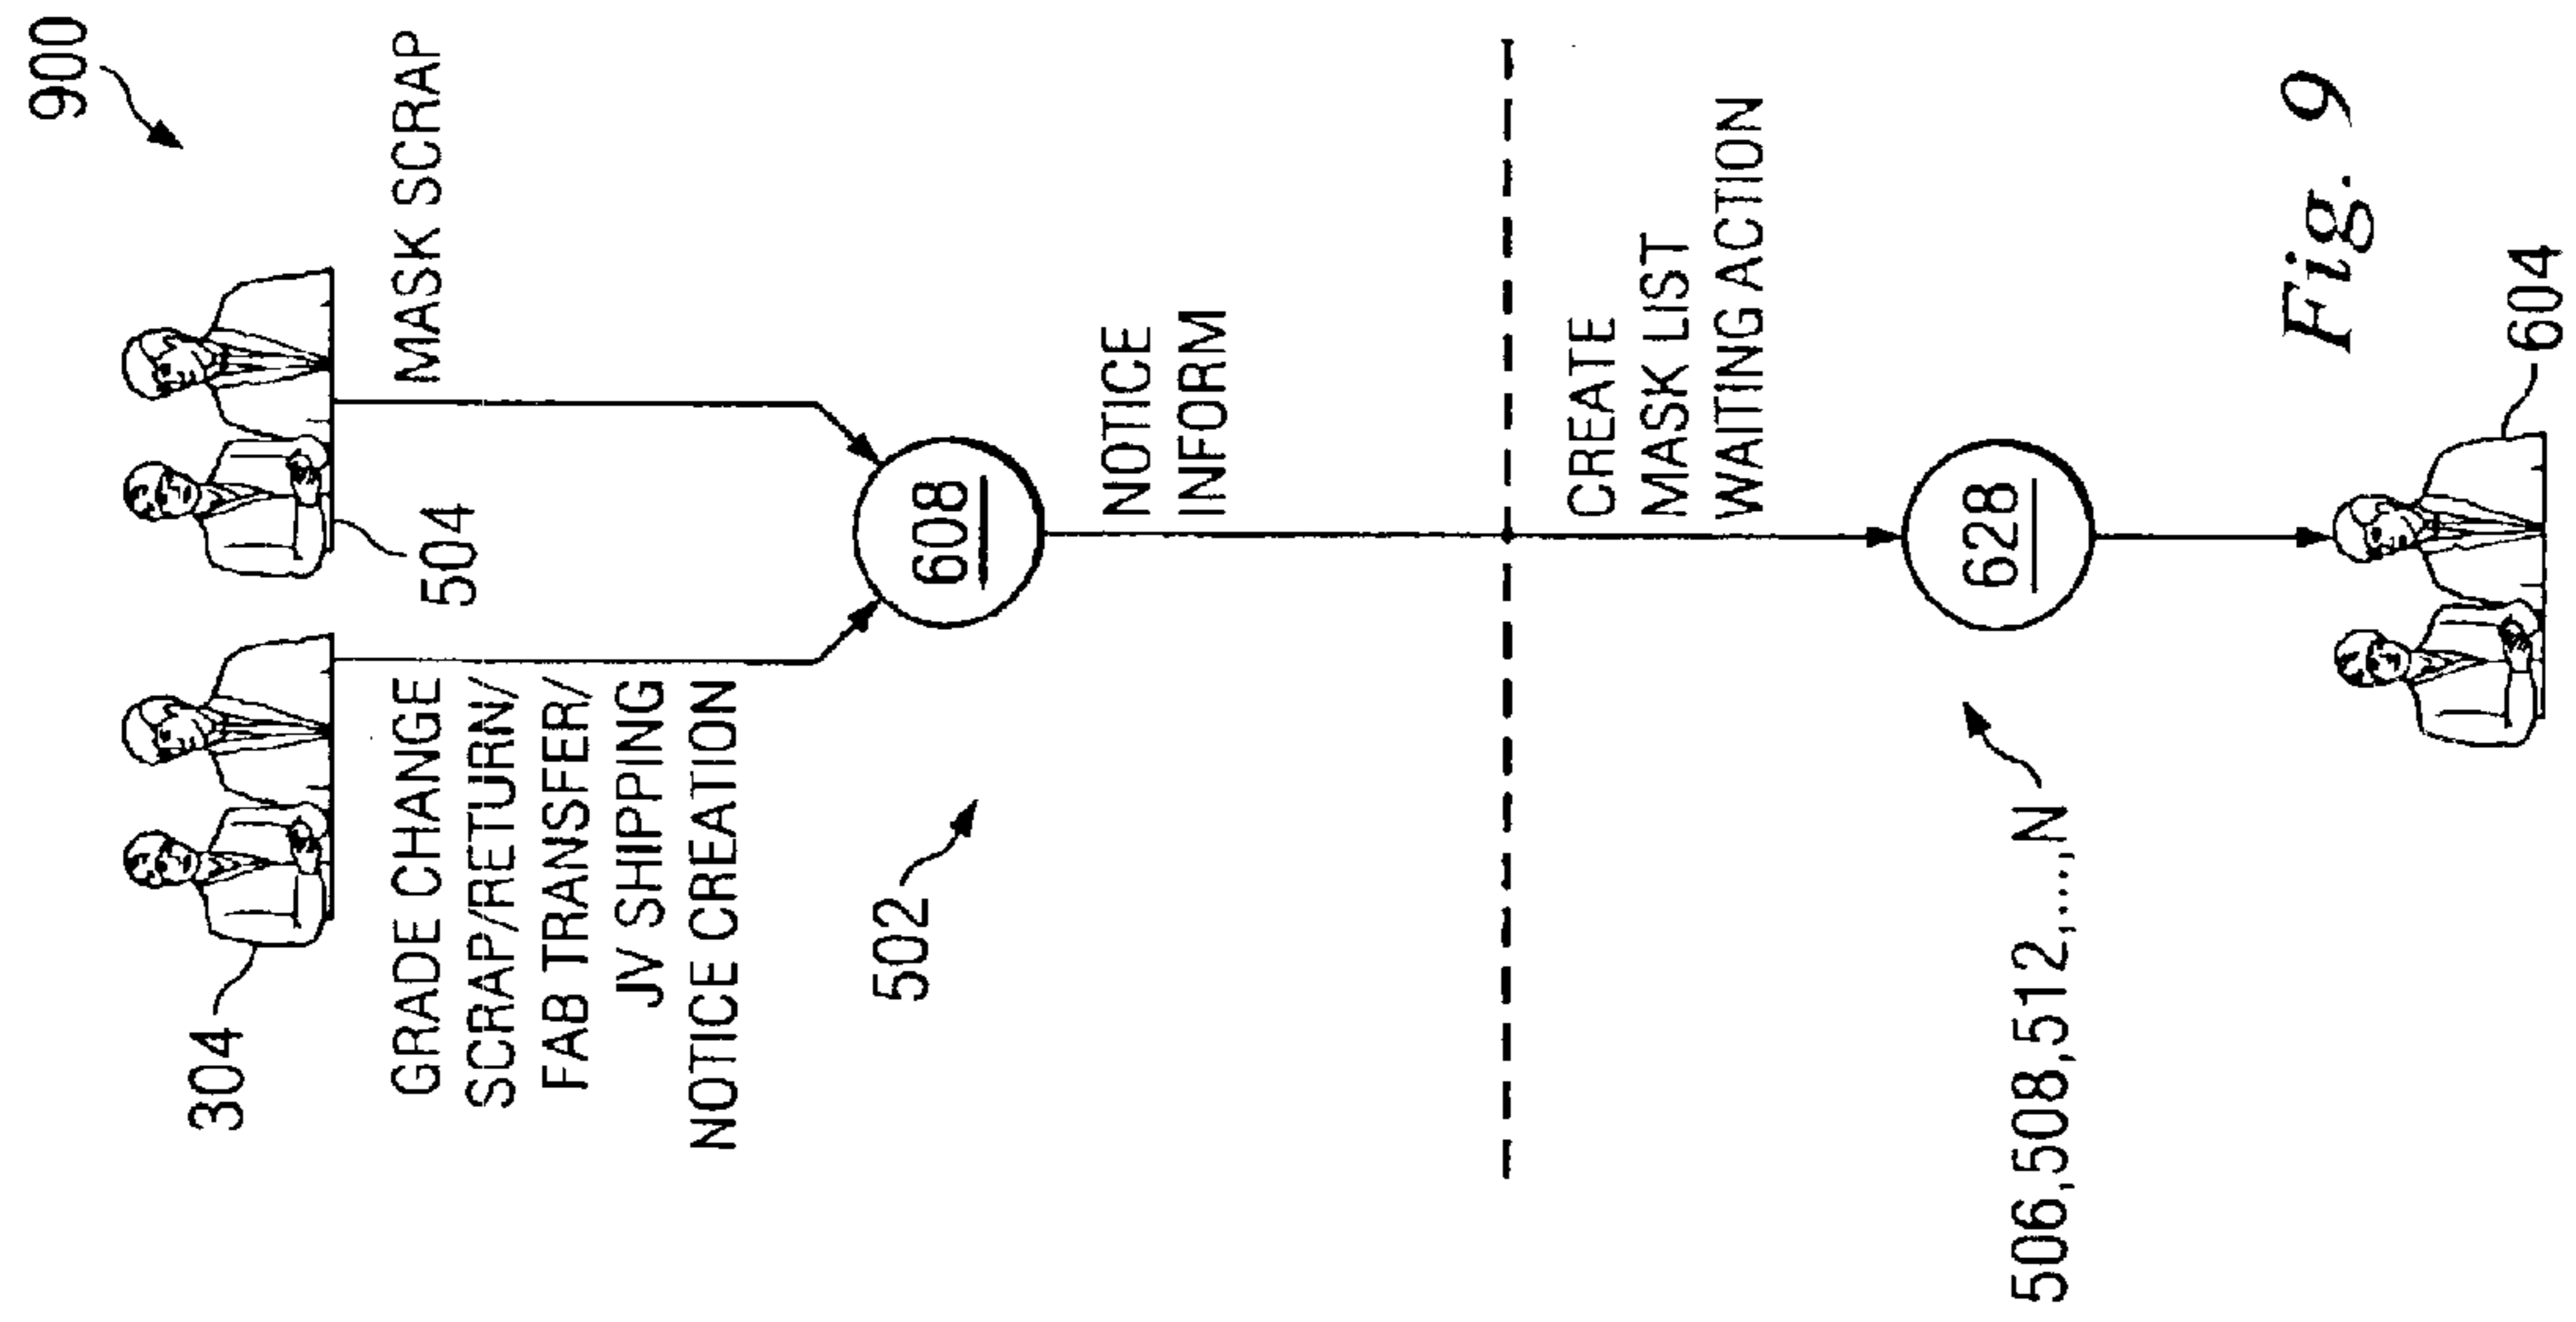 900
304
GRADE CHANGE
SCRAP/RETURN/
FAB TRANSFER/
JV SHIPPING
NOTICE CREATION
504
MASK SCRAP
502
608
NOTICE
INFORM
CREATE
MASK LIST
WAITING ACTION
506,508,512,....,N
628
604
Fig. 9